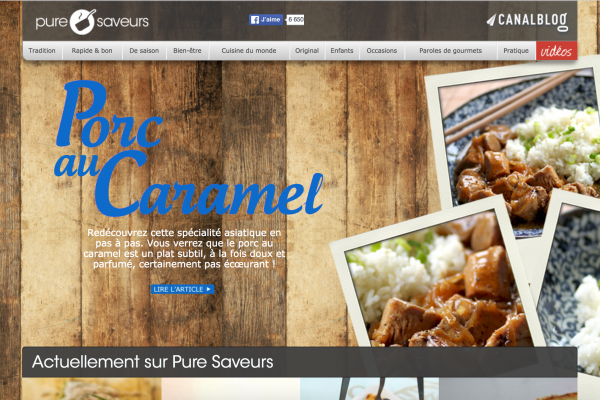 pure saveurs
J'aime 6 650
CANALBLOG
Tradition Rapide & bon De saison Bien-être Cuisine du monde Original Enfants Occasions Paroles de gourmets Pratique vidéos
Porc
au
Caramel
Redécouvrez cette spécialité asiatique en
pas à pas. Vous verrez que le porc au
caramel est un plat subtil, à la fois doux et
parfumé, certainement pas écœurant !
LIRE L'ARTICLE
Actuellement sur Pure Saveurs